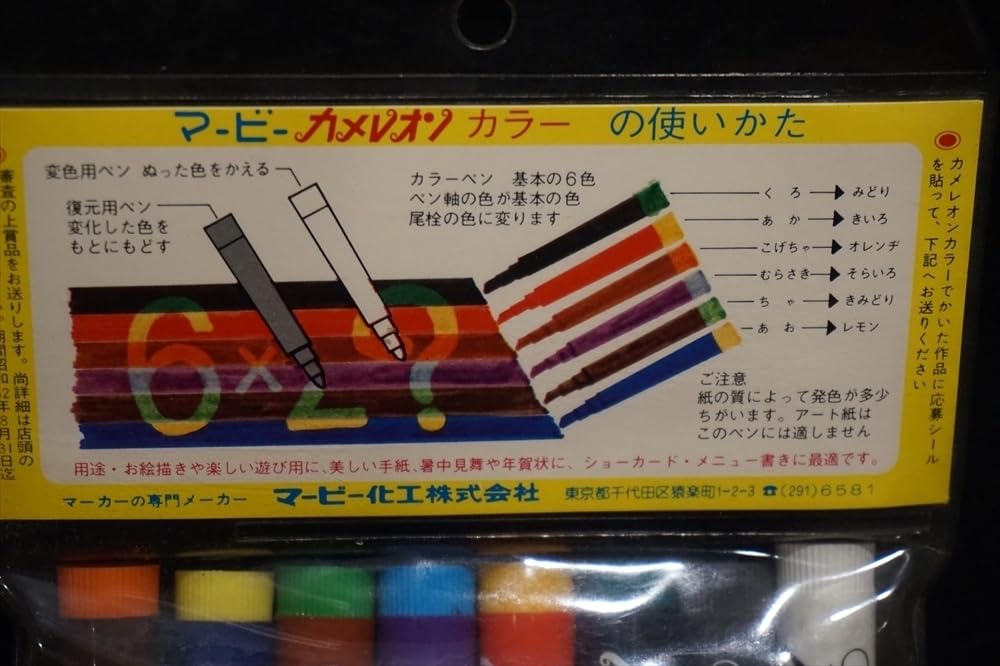 マービー カメレオン カラー の使いかた
変色用ペン ぬった色をかえる
復元用ペン
変化した色を
もとにもどす
カラーペン 基本の6色
ペン軸の色が基本の色
尾栓の色に変ります
くろ→みどり
あか→きいろ
こげちゃ→オレンヂ
むらさき→そらいろ
ちゃ→きみどり
あお→レモン
6×2?
ご注意
紙の質によって発色が多少
ちがいます。アート紙は
このペンには適しません
用途・お絵描きや楽しい遊び用に、美しい手紙、暑中見舞や年賀状に、ショーカード・メニュー書きに最適です。
マーカーの専門メーカー マービー化工株式会社 東京都千代田区猿楽町1-2-3 ☎(291)6581
カメレオンカラーでかいた作品に応募シール
を貼って、下記へお送りください
審査の上賞品をお送りします。尚詳細は店頭の